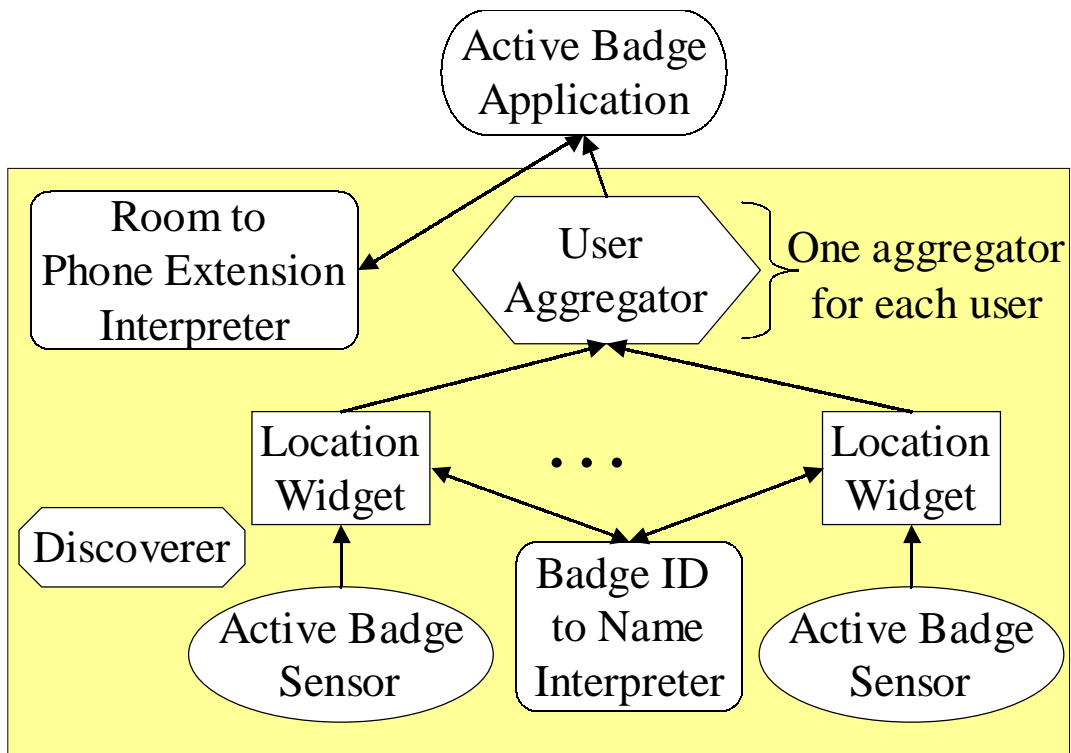 Active Badge
Application
Room to
Phone Extension
Interpreter
User
Aggregator
One aggregator
for each user
Location
Widget
. . .
Location
Widget
Discoverer
Active Badge
Sensor
Badge ID
to Name
Interpreter
Active Badge
Sensor